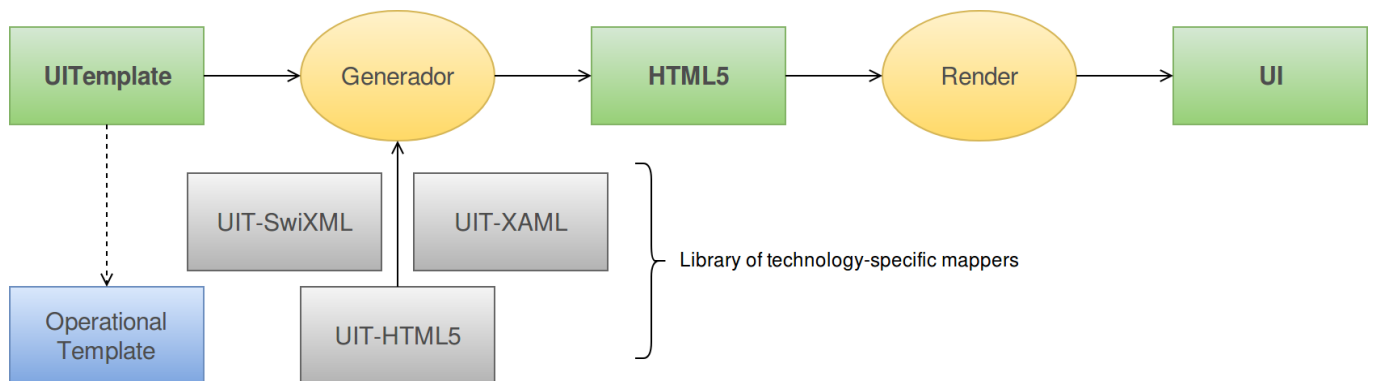 UITemplate
Generador
HTML5
Render
UI
UIT-SwiXML
UIT-XAML
Library of technology-specific mappers
Operational
Template
UIT-HTML5